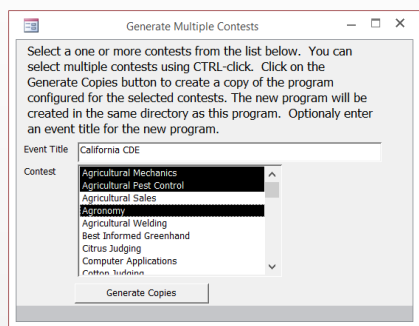 Generate Multiple Contests
Select a one or more contests from the list below. You can
select multiple contests using CTRL-click. Click on the
Generate Copies button to create a copy of the program
configured for the selected contests. The new program will be
created in the same directory as this program. Optionaly enter
an event title for the new program.
Event Title California CDE
Contest Agricultural Mechanics
Agricultural Pest Control
Agricultural Sales
Agronomy
Agricultural Welding
Best Informed Greenhand
Citrus Judging
Computer Applications
Cotton Judging
Generate Copies